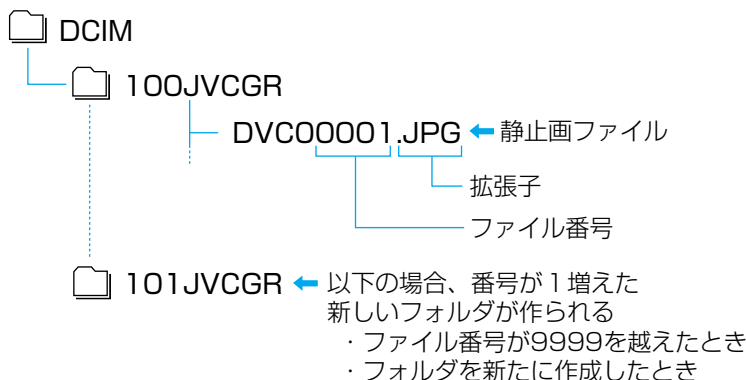 DCIM
100JVCGR
DVC00001.JPG 静止画ファイル
拡張子
ファイル番号
101JVCGR 以下の場合、番号が1増えた
新しいフォルダが作られる
・ファイル番号が9999を越えたとき
・フォルダを新たに作成したとき